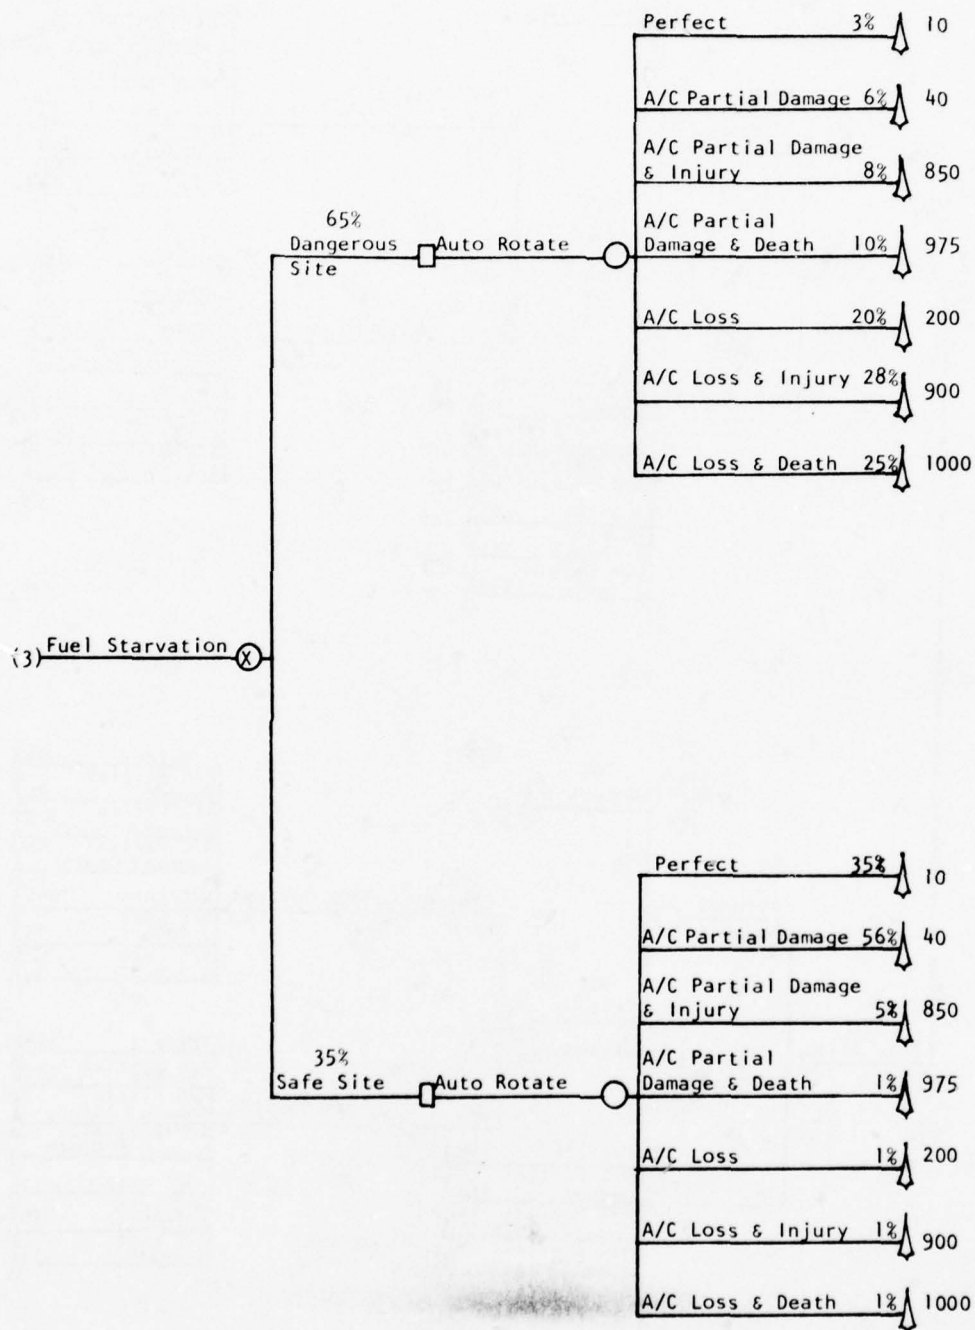 Perfect 3% 10
A/C Partial Damage 6% 40
A/C Partial Damage
& Injury 8% 850
65%
Dangerous
Site
Auto Rotate
A/C Partial
Damage & Death 10% 975
A/C Loss 20% 200
A/C Loss & Injury 28% 900
A/C Loss & Death 25% 1000
(3) Fuel Starvation X
Perfect 35% 10
A/C Partial Damage 56% 40
A/C Partial Damage
& Injury 5% 850
35%
Safe Site
Auto Rotate
A/C Partial
Damage & Death 1% 975
A/C Loss 1% 200
A/C Loss & Injury 1% 900
A/C Loss & Death 1% 1000